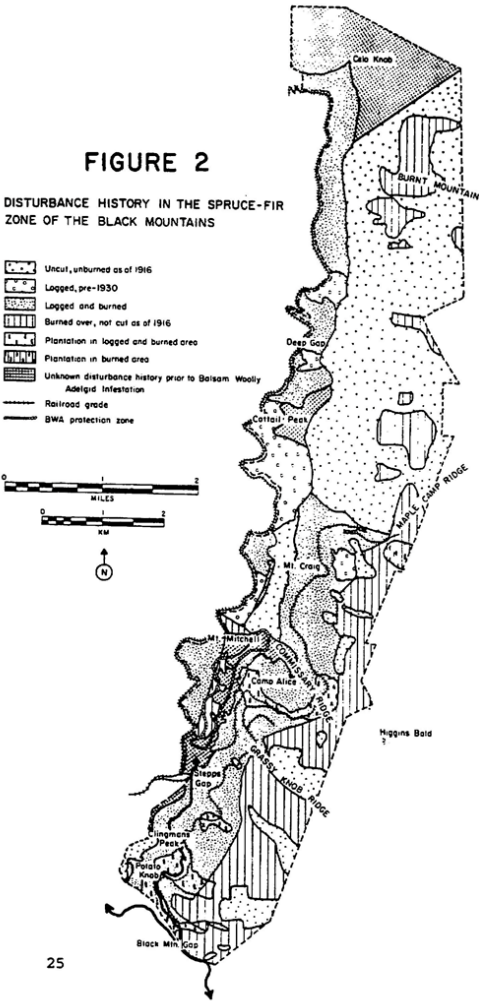 FIGURE 2
DISTURBANCE HISTORY IN THE SPRUCE-FIR
ZONE OF THE BLACK MOUNTAINS
Uncut, unburned as of 1916
Logged, pre-1930
Logged and burned
Burned over, not cut as of 1916
Plantation in logged and burned area
Plantation in burned area
Unknown disturbance history prior to Balsam Woolly
Adelgid Infestation
Railroad grade
BWA protection zone
0 1 2
MILES
0 2
KM
N
Celo Knob
BURNT MOUNTAIN
Deep Gap
Cattail Peak
MAPLE CAMP RIDGE
Mt. Craig
Mt. Mitchell
COMMISSARY RIDGE
Camp Alice
Higgins Bald
?
GRASSY KNOB RIDGE
Stepps
Gap
Clingmans
Peak
Potato
Knob
Black Mtn. Gap
25